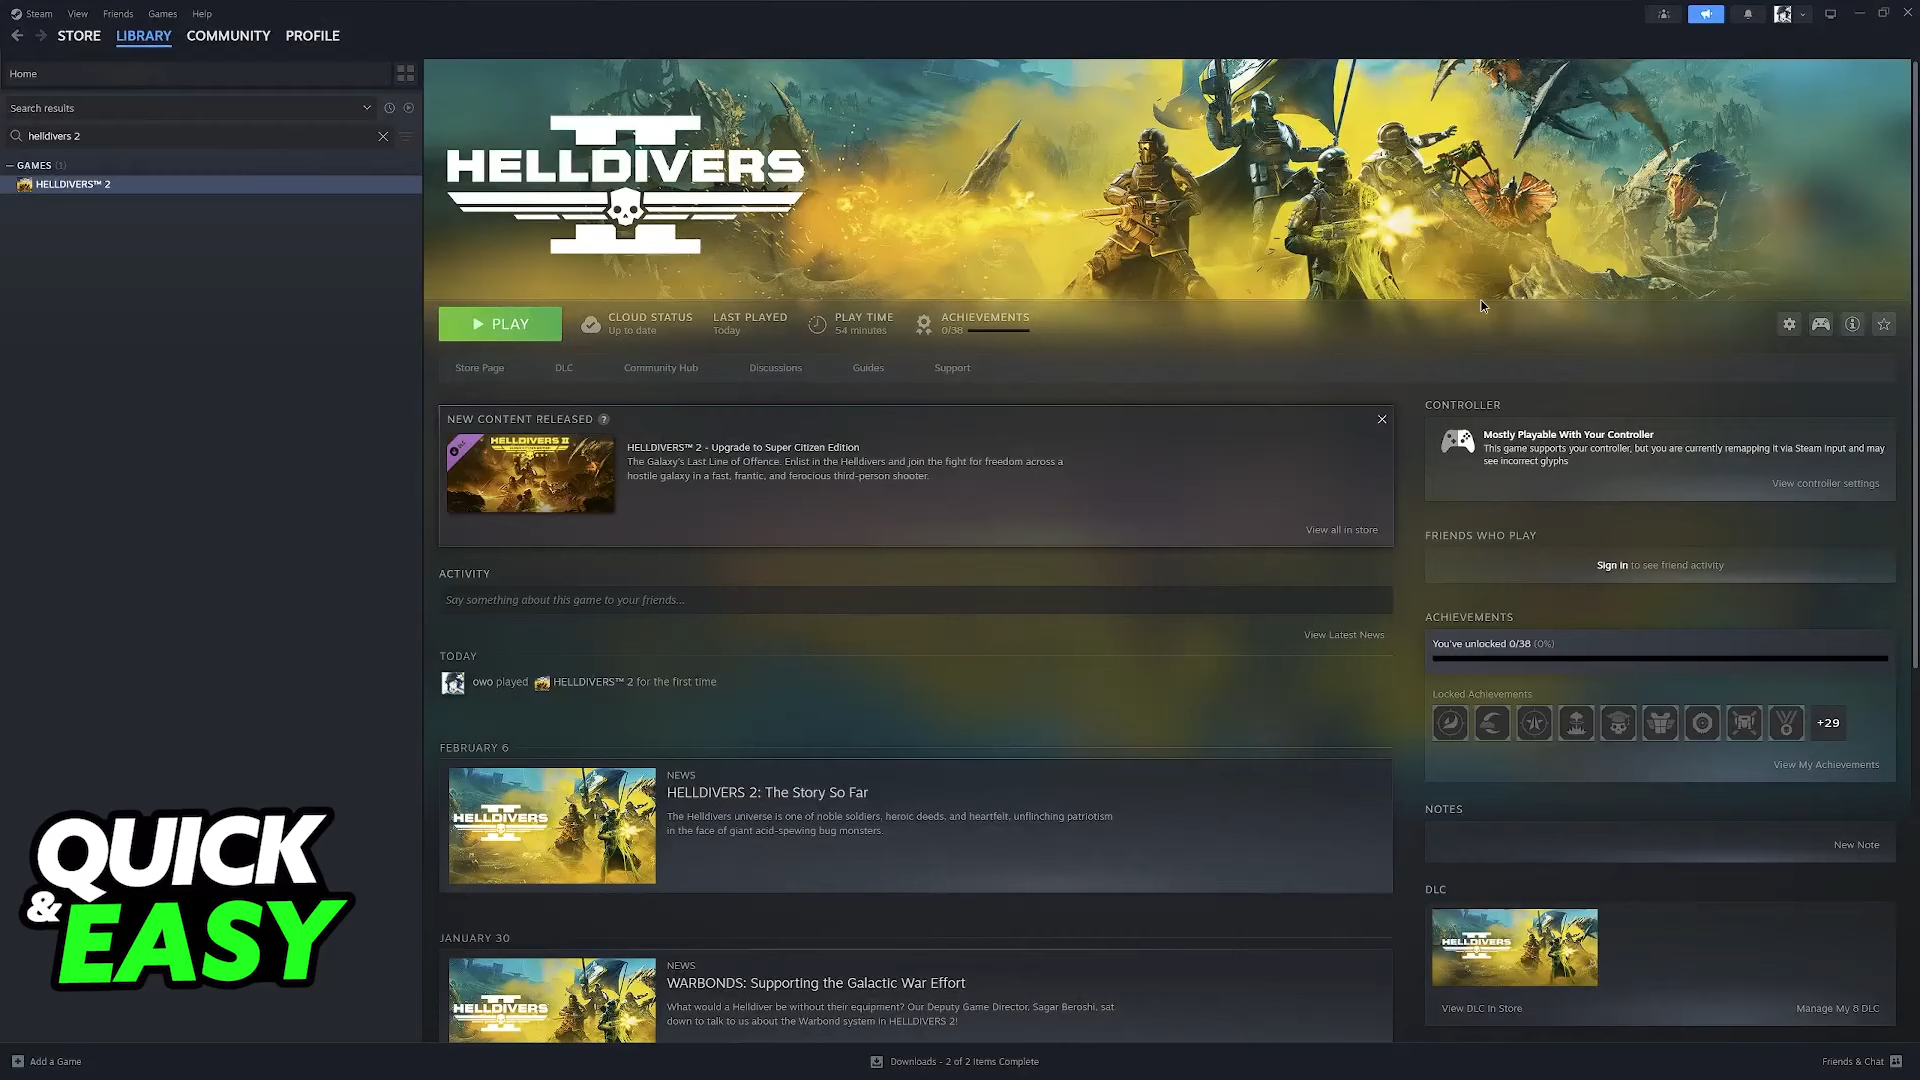 Steam View Friends Games Help
STORE LIBRARY COMMUNITY PROFILE
Home
Search results
helldivers 2
GAMES (1)
HELLDIVERS™ 2
HELLDIVERS
II
PLAY
CLOUD STATUS
Up to date
LAST PLAYED
Today
PLAY TIME
54 minutes
ACHIEVEMENTS
0/38
Store Page DLC Community Hub Discussions Guides Support
NEW CONTENT RELEASED ?
HELLDIVERS II
HELLDIVERS™ 2 - Upgrade to Super Citizen Edition
The Galaxy's Last Line of Offence. Enlist in the Helldivers and join the fight for freedom across a
hostile galaxy in a fast, frantic, and ferocious third-person shooter.
View all in store
ACTIVITY
Say something about this game to your friends...
View Latest News
TODAY
owo played HELLDIVERS™ 2 for the first time
FEBRUARY 6
HELLDIVERS
NEWS
HELLDIVERS 2: The Story So Far
The Helldivers universe is one of noble soldiers, heroic deeds, and heartfelt, unflinching patriotism
in the face of giant acid-spewing bug monsters.
JANUARY 30
HELLDIVERS
NEWS
WARBONDS: Supporting the Galactic War Effort
What would a Helldiver be without their equipment? Our Deputy Game Director, Sagar Beroshi, sat
down to talk to us about the Warbond system in HELLDIVERS 2!
CONTROLLER
Mostly Playable With Your Controller
This game supports your controller, but you are currently remapping it via Steam Input and may
see incorrect glyphs
View controller settings
FRIENDS WHO PLAY
Sign in to see friend activity
ACHIEVEMENTS
You've unlocked 0/38 (0%)
Locked Achievements
+29
View My Achievements
NOTES
New Note
DLC
HELLDIVERS
View DLC In Store
Manage My 8 DLC
QUICK
& EASY
Add a Game
Downloads - 2 of 2 Items Complete
Friends & Chat